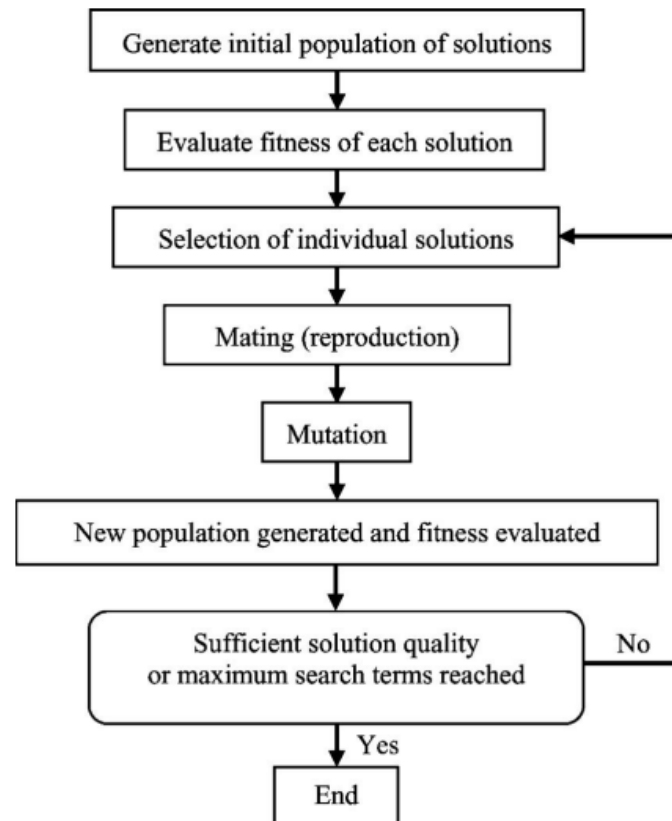 Generate initial population of solutions
Evaluate fitness of each solution
Selection of individual solutions
Mating (reproduction)
Mutation
New population generated and fitness evaluated
Sufficient solution quality
or maximum search terms reached
No
Yes
End